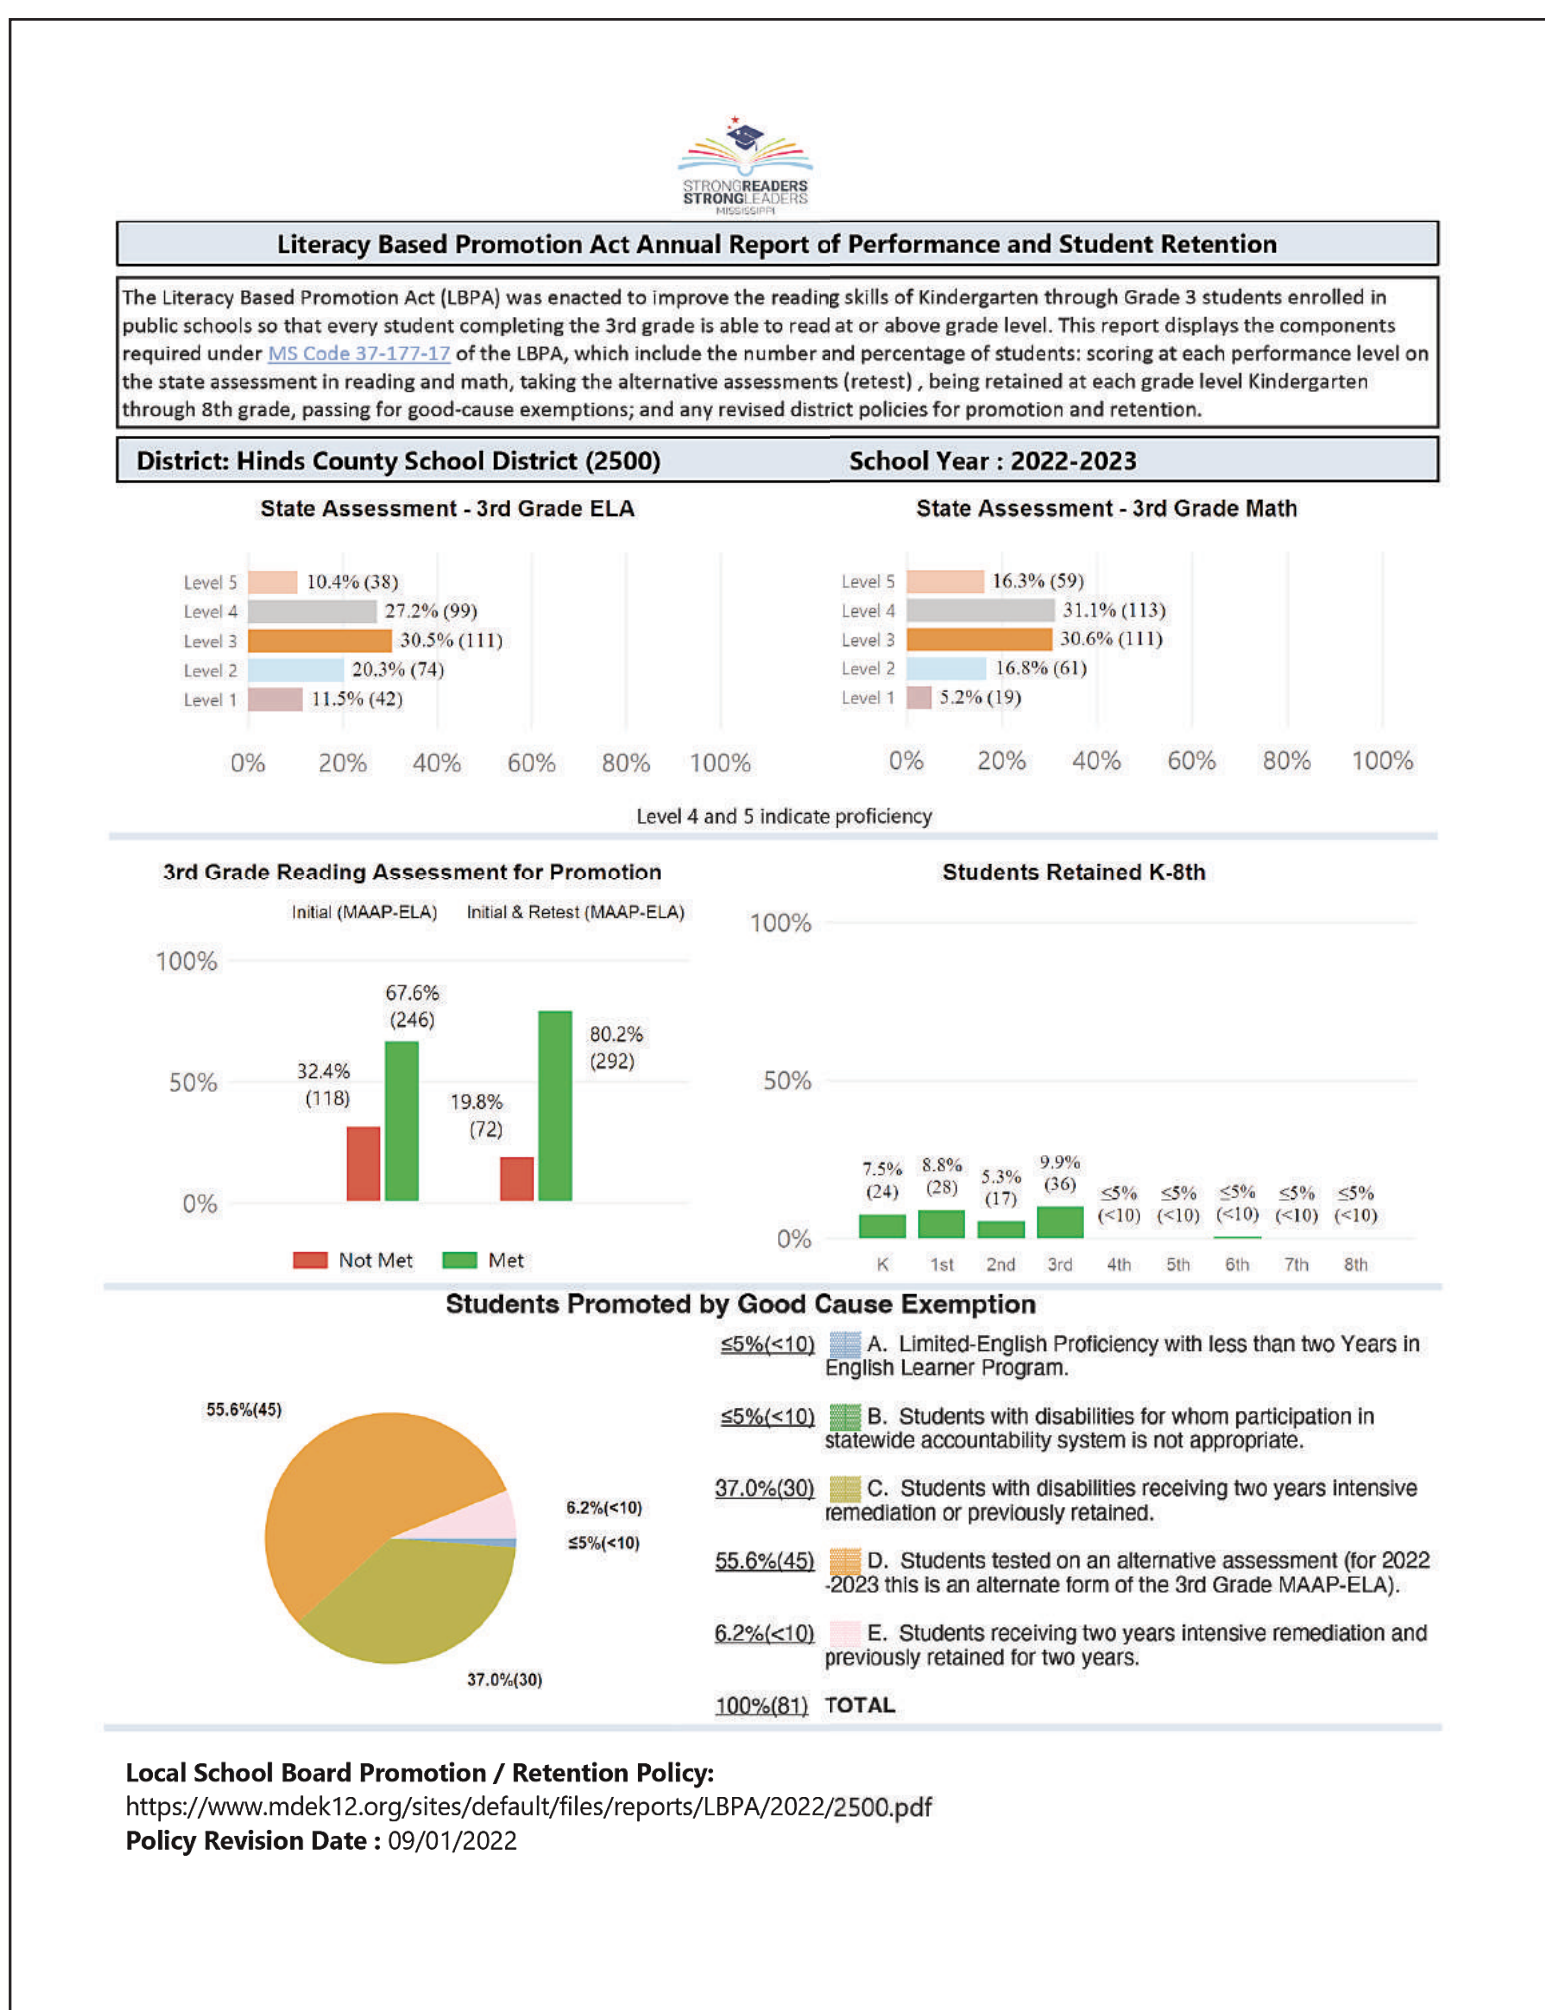 STRONGREADERS
STRONGLEADERS
MISSISSIPPI
Literacy Based Promotion Act Annual Report of Performance and Student Retention
The Literacy Based Promotion Act (LBPA) was enacted to improve the reading skills of Kindergarten through Grade 3 students enrolled in
public schools so that every student completing the 3rd grade is able to read at or above grade level. This report displays the components
required under MS Code 37-177-17 of the LBPA, which include the number and percentage of students: scoring at each performance level on
the state assessment in reading and math, taking the alternative assessments (retest) , being retained at each grade level Kindergarten
through 8th grade, passing for good-cause exemptions; and any revised district policies for promotion and retention.
District: Hinds County School District (2500) School Year : 2022-2023
State Assessment - 3rd Grade ELA
Level 5 10.4% (38)
Level 4 27.2% (99)
Level 3 30.5% (111)
Level 2 20.3% (74)
Level 1 11.5% (42)
0% 20% 40% 60% 80% 100%
State Assessment - 3rd Grade Math
Level 5 16.3% (59)
Level 4 31.1% (113)
Level 3 30.6% (111)
Level 2 16.8% (61)
Level 1 5.2% (19)
0% 20% 40% 60% 80% 100%
Level 4 and 5 indicate proficiency
3rd Grade Reading Assessment for Promotion
Initial (MAAP-ELA) Initial & Retest (MAAP-ELA)
100%
67.6%
(246)
80.2%
(292)
32.4%
(118)
50%
19.8%
(72)
0%
Not Met Met
Students Retained K-8th
100%
50%
7.5% 8.8% 5.3% 9.9% ≤5% ≤5% ≤5% ≤5% ≤5%
(24) (28) (17) (36) (<10) (<10) (<10) (<10) (<10)
0%
K 1st 2nd 3rd 4th 5th 6th 7th 8th
Students Promoted by Good Cause Exemption
55.6%(45)
6.2%(<10)
≤5%(<10)
37.0%(30)
≤5%(<10) A. Limited-English Proficiency with less than two Years in
English Learner Program.
≤5%(<10) B. Students with disabilities for whom participation in
statewide accountability system is not appropriate.
37.0%(30) C. Students with disabilities receiving two years intensive
remediation or previously retained.
55.6%(45) D. Students tested on an alternative assessment (for 2022
-2023 this is an alternate form of the 3rd Grade MAAP-ELA).
6.2%(<10) E. Students receiving two years intensive remediation and
previously retained for two years.
100%(81) TOTAL
Local School Board Promotion / Retention Policy:
https://www.mdek12.org/sites/default/files/reports/LBPA/2022/2500.pdf
Policy Revision Date : 09/01/2022